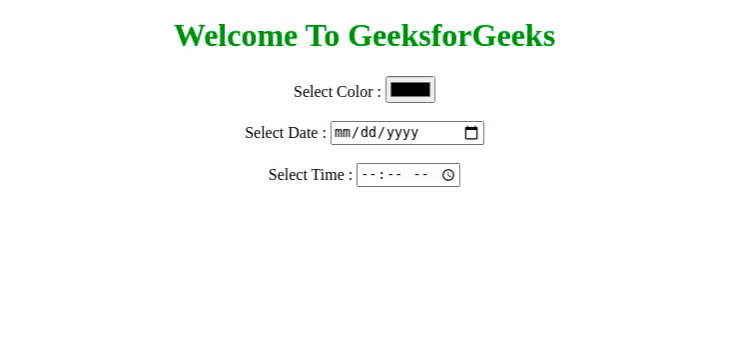 Welcome To GeeksforGeeks
Select Color :
Select Date : mm/dd/yyyy
Select Time : --:-- --